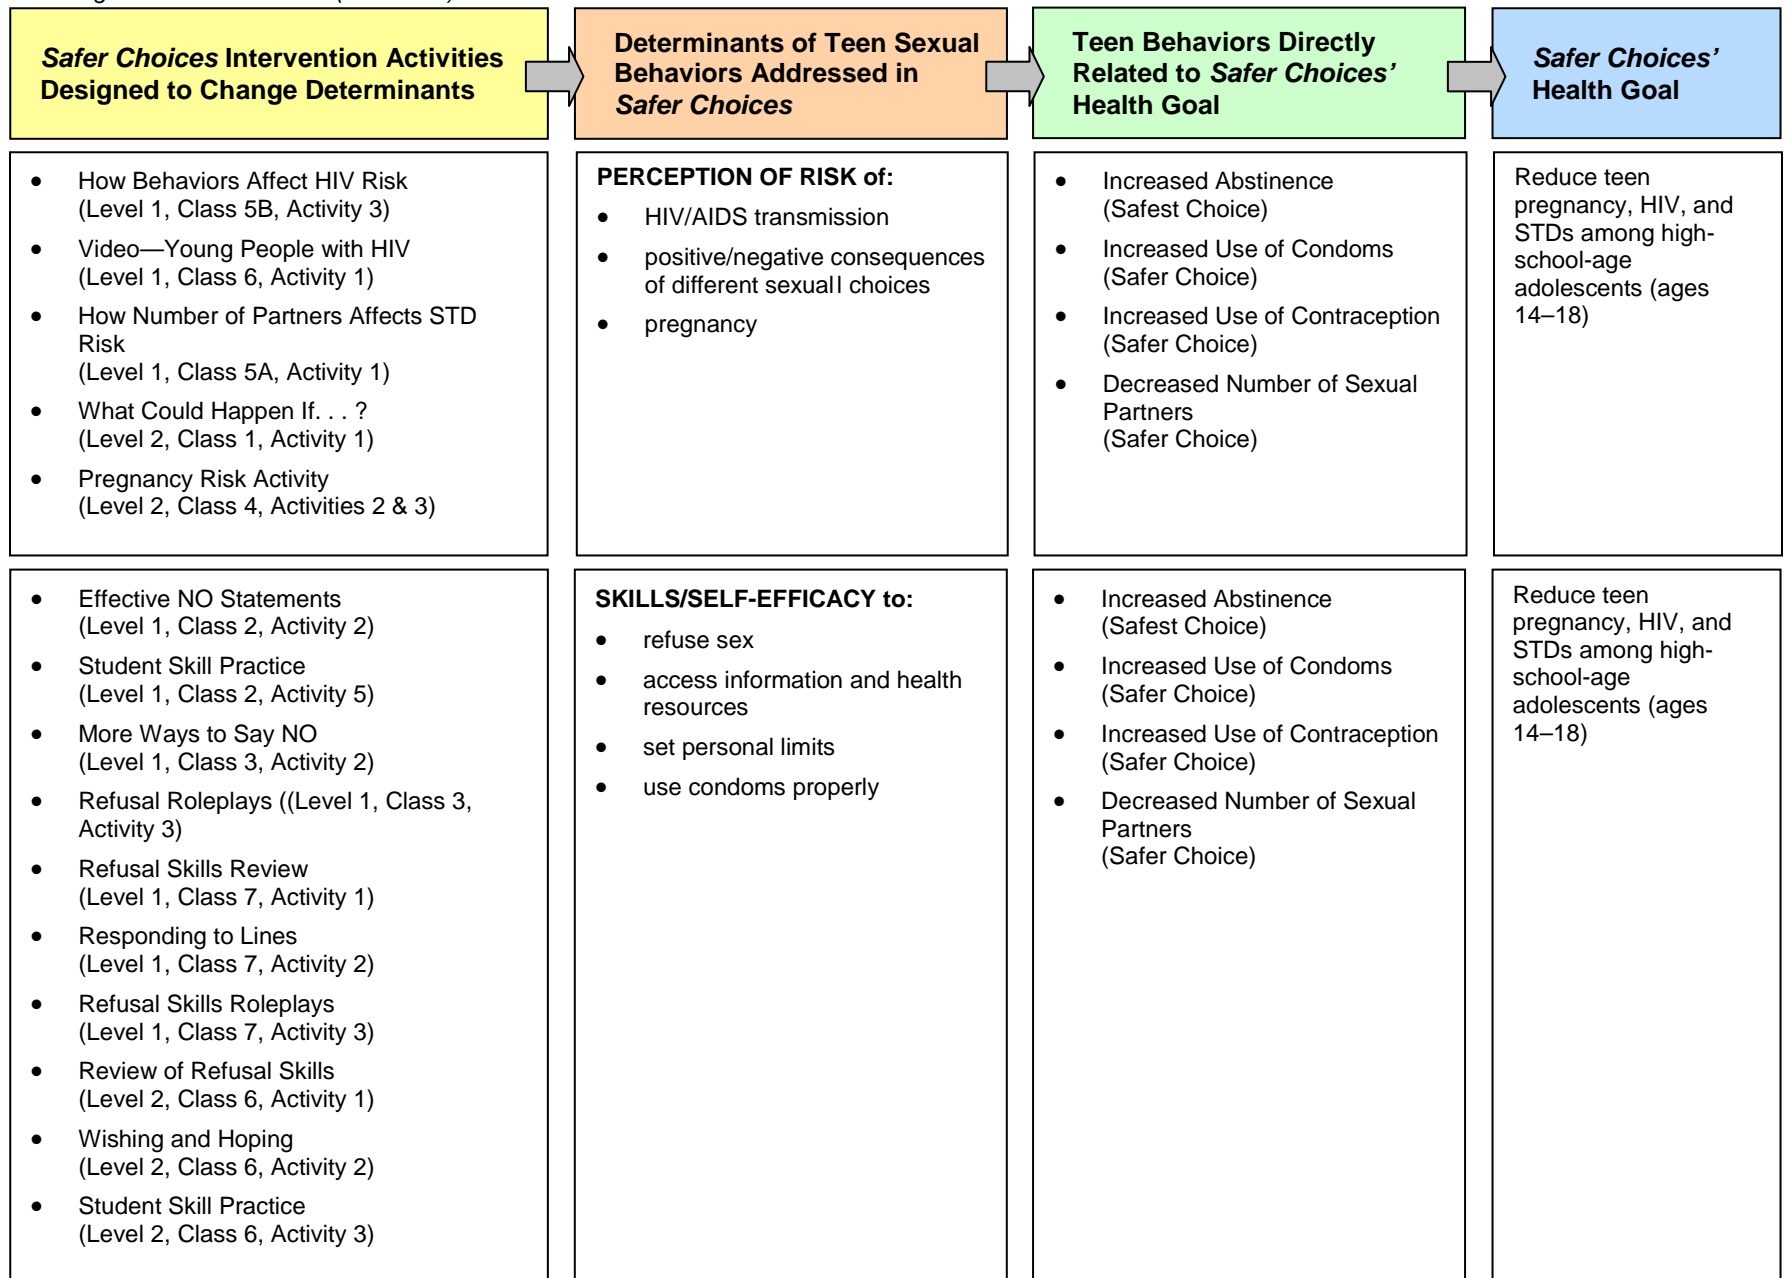 Safer Choices Intervention Activities
Designed to Change Determinants
Determinants of Teen Sexual
Behaviors Addressed in
Safer Choices
Teen Behaviors Directly
Related to Safer Choices’
Health Goal
Safer Choices’
Health Goal
• How Behaviors Affect HIV Risk
(Level 1, Class 5B, Activity 3)
• Video—Young People with HIV
(Level 1, Class 6, Activity 1)
• How Number of Partners Affects STD
Risk
(Level 1, Class 5A, Activity 1)
• What Could Happen If. . . ?
(Level 2, Class 1, Activity 1)
• Pregnancy Risk Activity
(Level 2, Class 4, Activities 2 & 3)
PERCEPTION OF RISK of:
• HIV/AIDS transmission
• positive/negative consequences
of different sexuall choices
• pregnancy
• Increased Abstinence
(Safest Choice)
• Increased Use of Condoms
(Safer Choice)
• Increased Use of Contraception
(Safer Choice)
• Decreased Number of Sexual
Partners
(Safer Choice)
Reduce teen
pregnancy, HIV, and
STDs among high-
school-age
adolescents (ages
14–18)
• Effective NO Statements
(Level 1, Class 2, Activity 2)
• Student Skill Practice
(Level 1, Class 2, Activity 5)
• More Ways to Say NO
(Level 1, Class 3, Activity 2)
• Refusal Roleplays ((Level 1, Class 3,
Activity 3)
• Refusal Skills Review
(Level 1, Class 7, Activity 1)
• Responding to Lines
(Level 1, Class 7, Activity 2)
• Refusal Skills Roleplays
(Level 1, Class 7, Activity 3)
• Review of Refusal Skills
(Level 2, Class 6, Activity 1)
• Wishing and Hoping
(Level 2, Class 6, Activity 2)
• Student Skill Practice
(Level 2, Class 6, Activity 3)
SKILLS/SELF-EFFICACY to:
• refuse sex
• access information and health
resources
• set personal limits
• use condoms properly
• Increased Abstinence
(Safest Choice)
• Increased Use of Condoms
(Safer Choice)
• Increased Use of Contraception
(Safer Choice)
• Decreased Number of Sexual
Partners
(Safer Choice)
Reduce teen
pregnancy, HIV, and
STDs among high-
school-age
adolescents (ages
14–18)